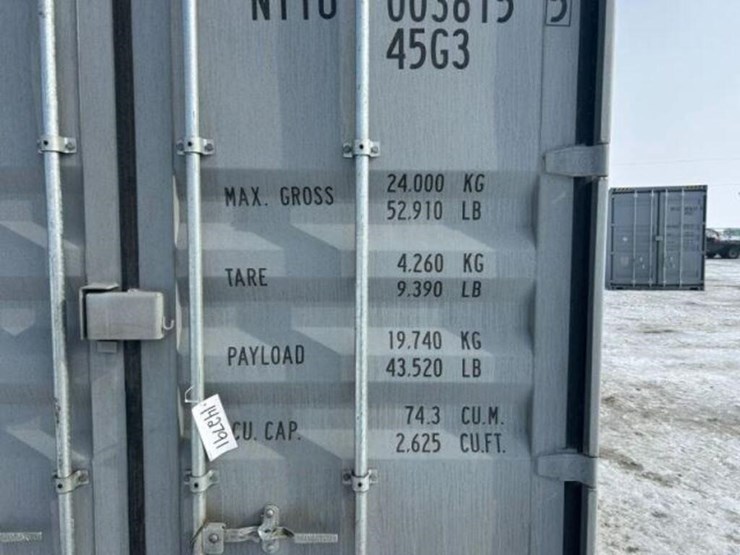 45G3
MAX. GROSS 24.000 KG
52.910 LB
TARE 4.260 KG
9.390 LB
PAYLOAD 19.740 KG
43.520 LB
CU. CAP. 74.3 CU.M.
2.625 CU.FT.